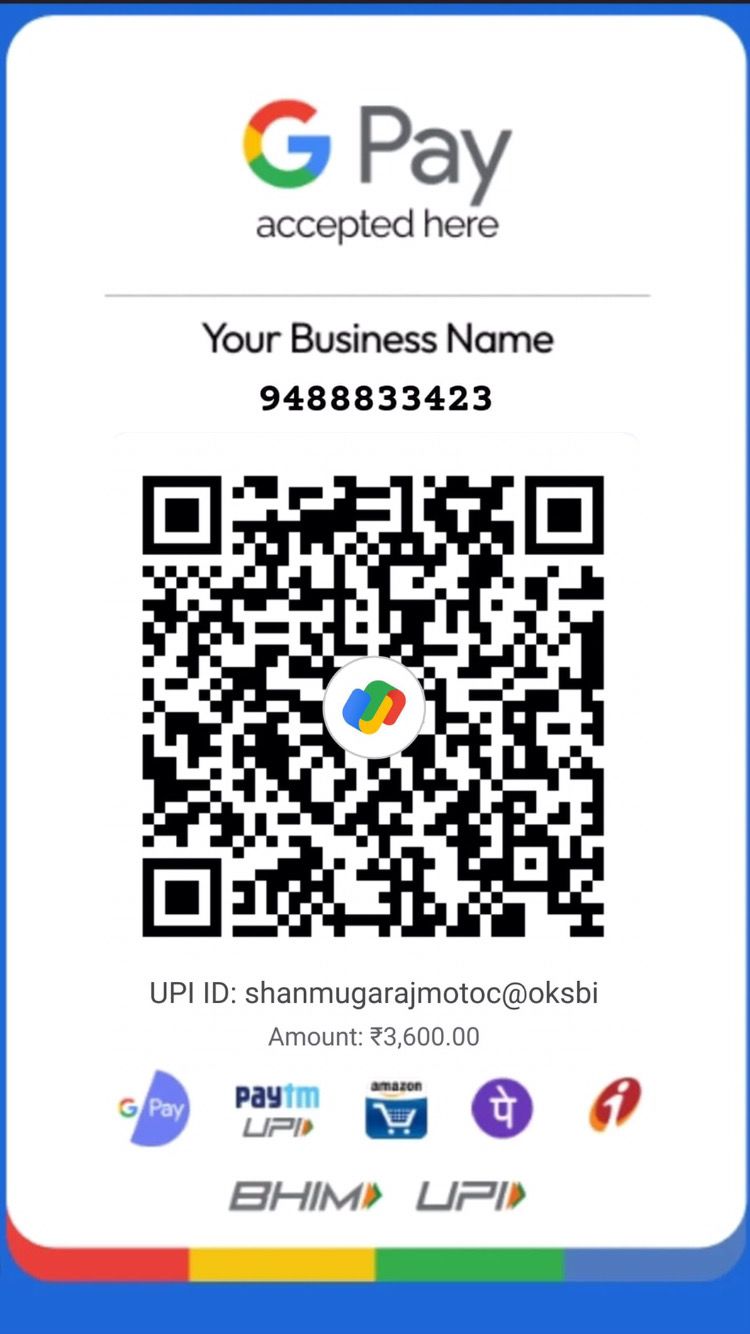 G Pay
accepted here
Your Business Name
9488833423
UPI ID: shanmugarajmotoc@oksbi
Amount: ₹3,600.00
G Pay
paytm
UPI
amazon
पे
i
BHIM UPI